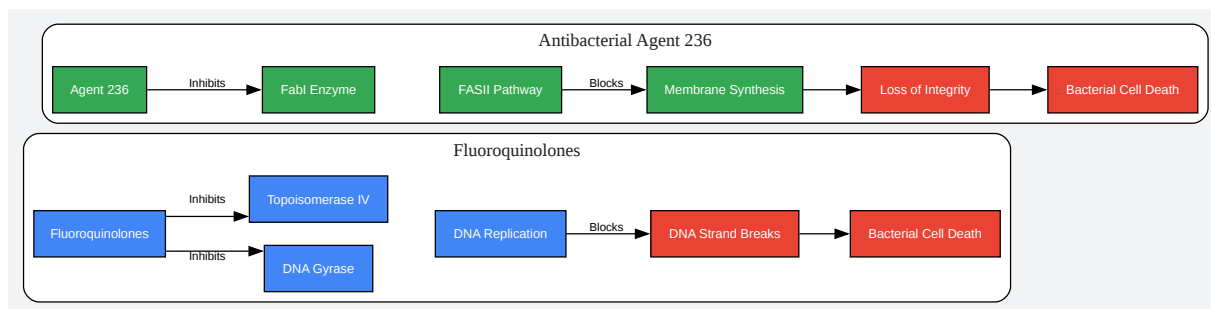 Antibacterial Agent 236
Agent 236
Inhibits
FabI Enzyme
FASII Pathway
Blocks
Membrane Synthesis
Loss of Integrity
Bacterial Cell Death
Fluoroquinolones
Fluoroquinolones
Inhibits
Topoisomerase IV
Inhibits
DNA Gyrase
DNA Replication
Blocks
DNA Strand Breaks
Bacterial Cell Death